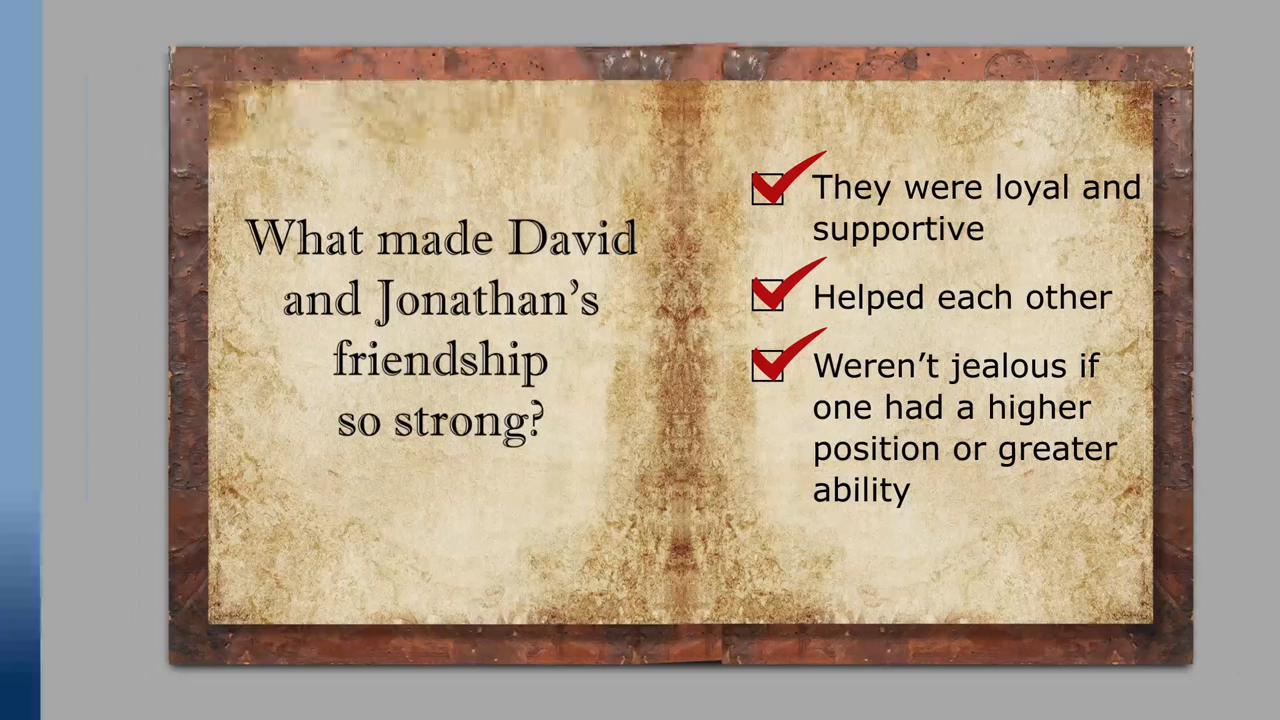 What made David
and Jonathan’s
friendship
so strong?
They were loyal and
supportive
Helped each other
Weren’t jealous if
one had a higher
position or greater
ability